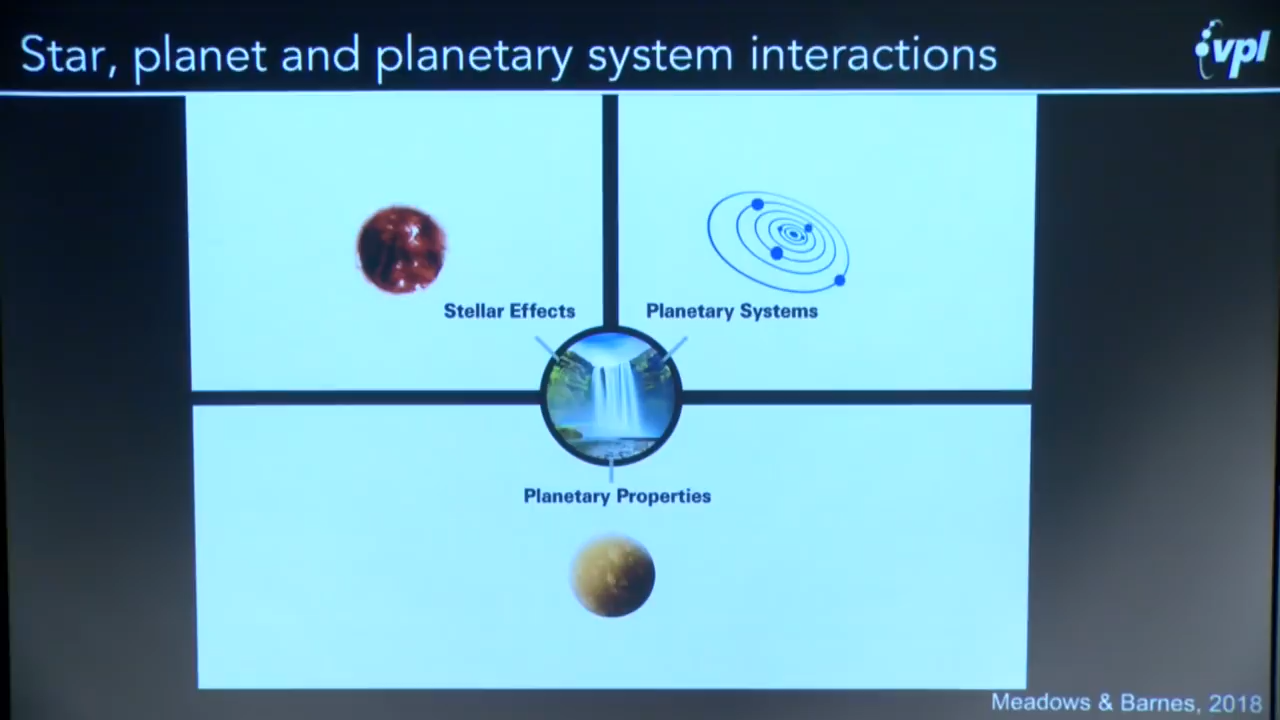 Star, planet and planetary system interactions
vpl
Stellar Effects
Planetary Systems
Planetary Properties
Meadows & Barnes, 2018